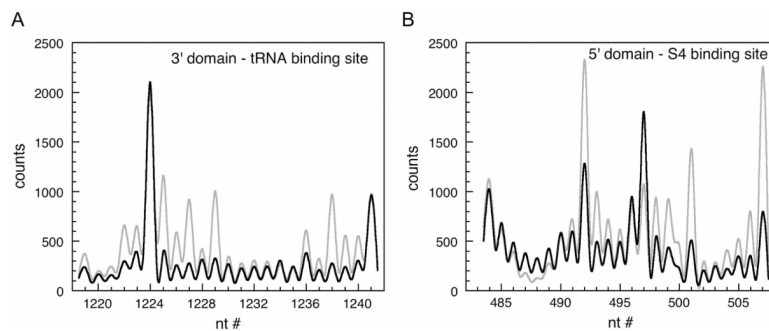 A
3' domain - tRNA binding site
counts
2500
2000
1500
1000
500
0
1220 1224 1228 1232 1236 1240
nt #
B
5' domain - S4 binding site
counts
2500
2000
1500
1000
500
0
485 490 495 500 505
nt #